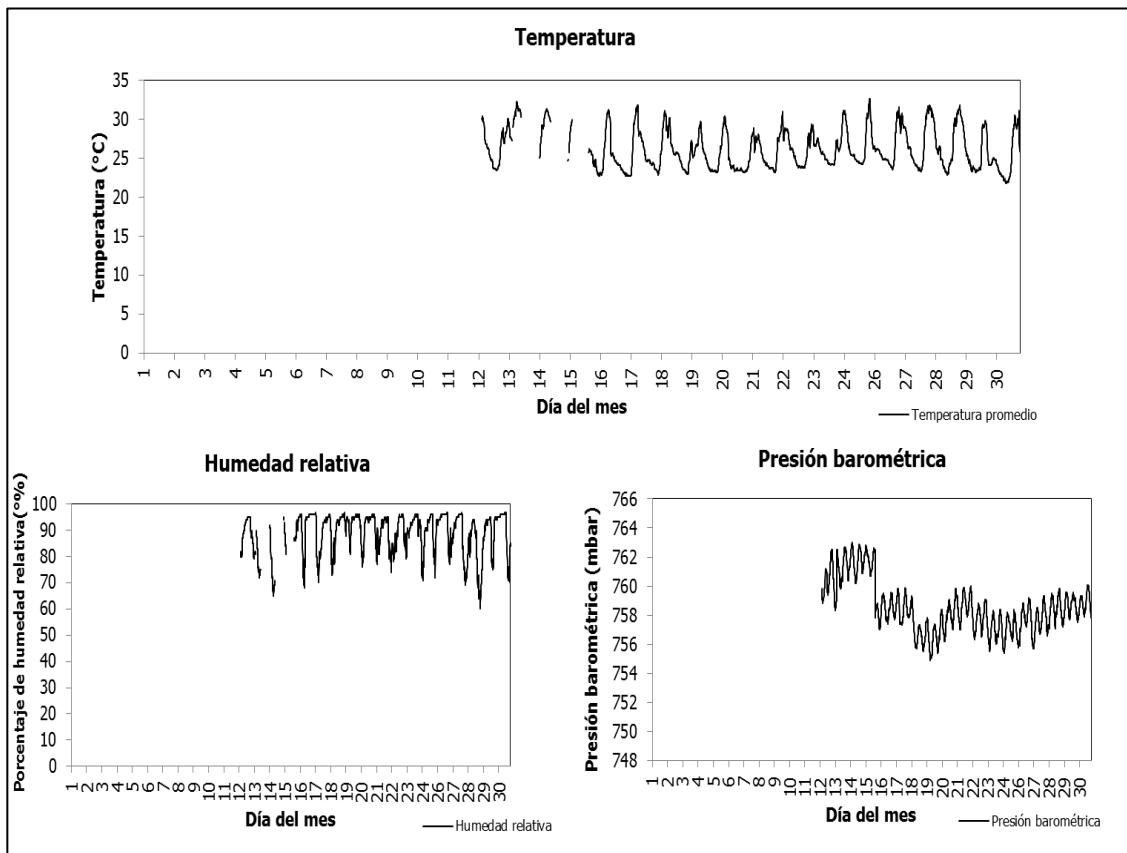 Temperatura
Temperatura (°C)
35
30
25
20
15
10
5
0
1 2 3 4 5 6 7 8 9 10 11 12 13 14 15 16 17 18 19 20 21 22 23 24 26 27 28 29 30
Día del mes
Temperatura promedio
Humedad relativa
Porcentaje de humedad relativa(°%)
100
90
80
70
60
50
40
30
20
10
0
1 2 3 4 5 6 7 8 9 10 11 12 13 14 15 16 17 18 19 20 21 22 23 24 25 26 27 28 29 30
Día del mes
Humedad relativa
Presión barométrica
Presión barométrica (mbar)
766
764
762
760
758
756
754
752
750
748
1 2 3 4 5 6 7 8 9 10 11 12 13 14 15 16 17 18 19 20 21 22 23 24 25 26 27 28 29 30
Día del mes
Presión barométrica